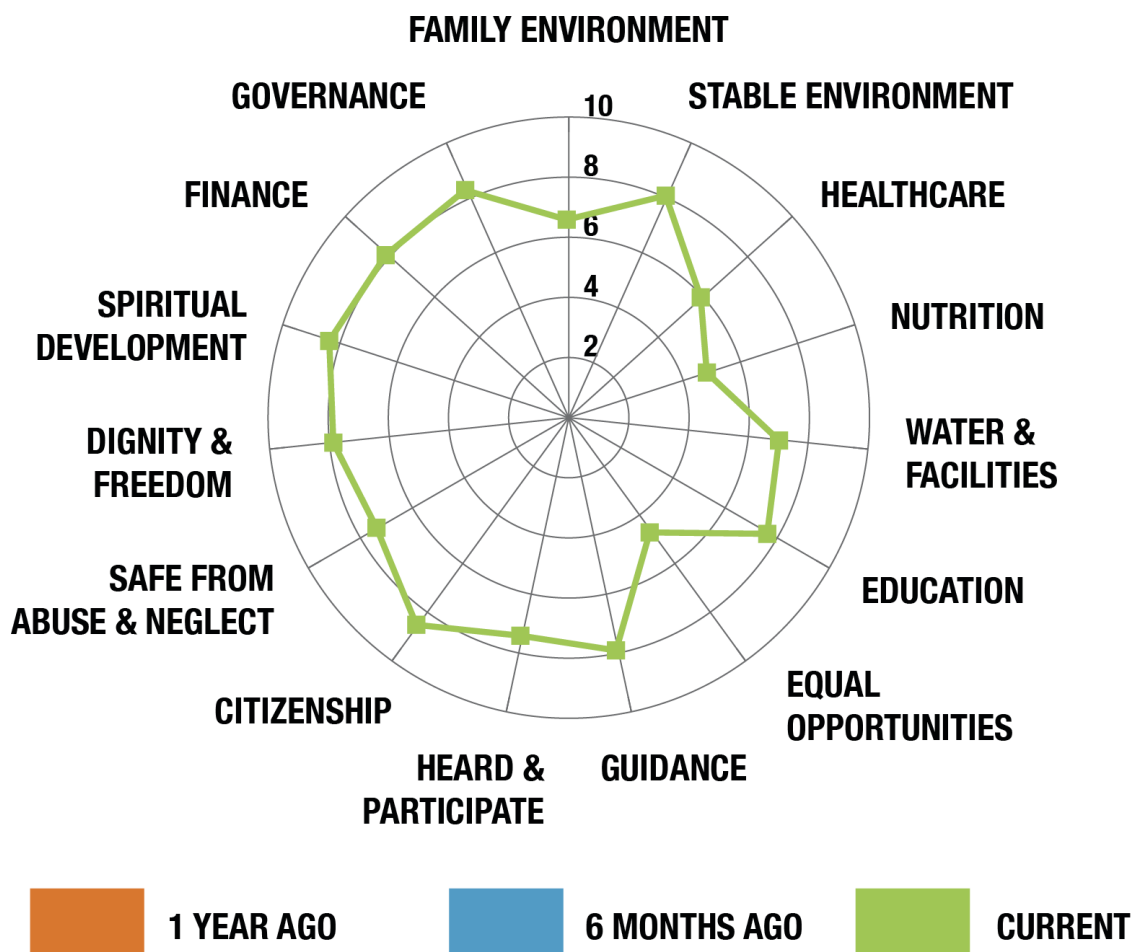 FAMILY ENVIRONMENT
GOVERNANCE
STABLE ENVIRONMENT
10
8
6
4
2
FINANCE
HEALTHCARE
SPIRITUAL
DEVELOPMENT
NUTRITION
DIGNITY &
FREEDOM
WATER &
FACILITIES
SAFE FROM
ABUSE & NEGLECT
EDUCATION
CITIZENSHIP
EQUAL
OPPORTUNITIES
HEARD &
PARTICIPATE
GUIDANCE
1 YEAR AGO
6 MONTHS AGO
CURRENT